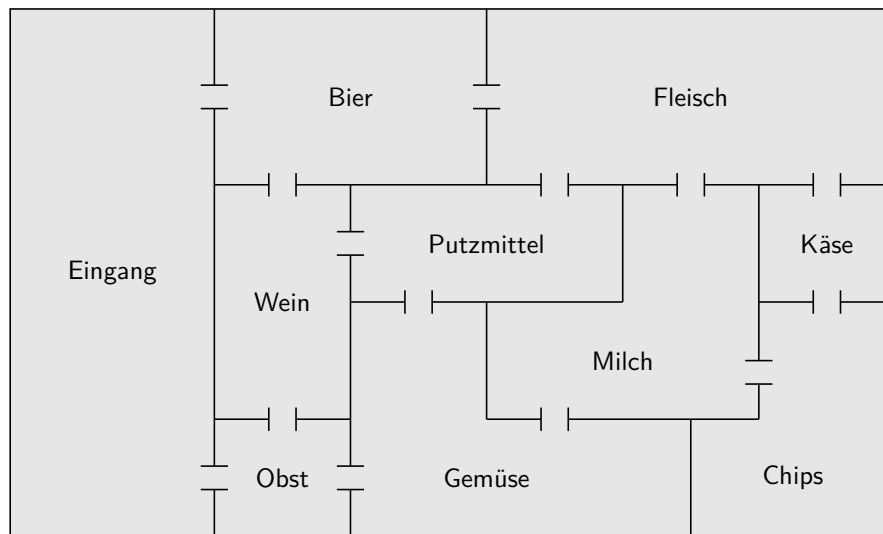 Bier
Fleisch
Putzmittel
Käse
Eingang
Wein
Milch
Obst
Gemüse
Chips